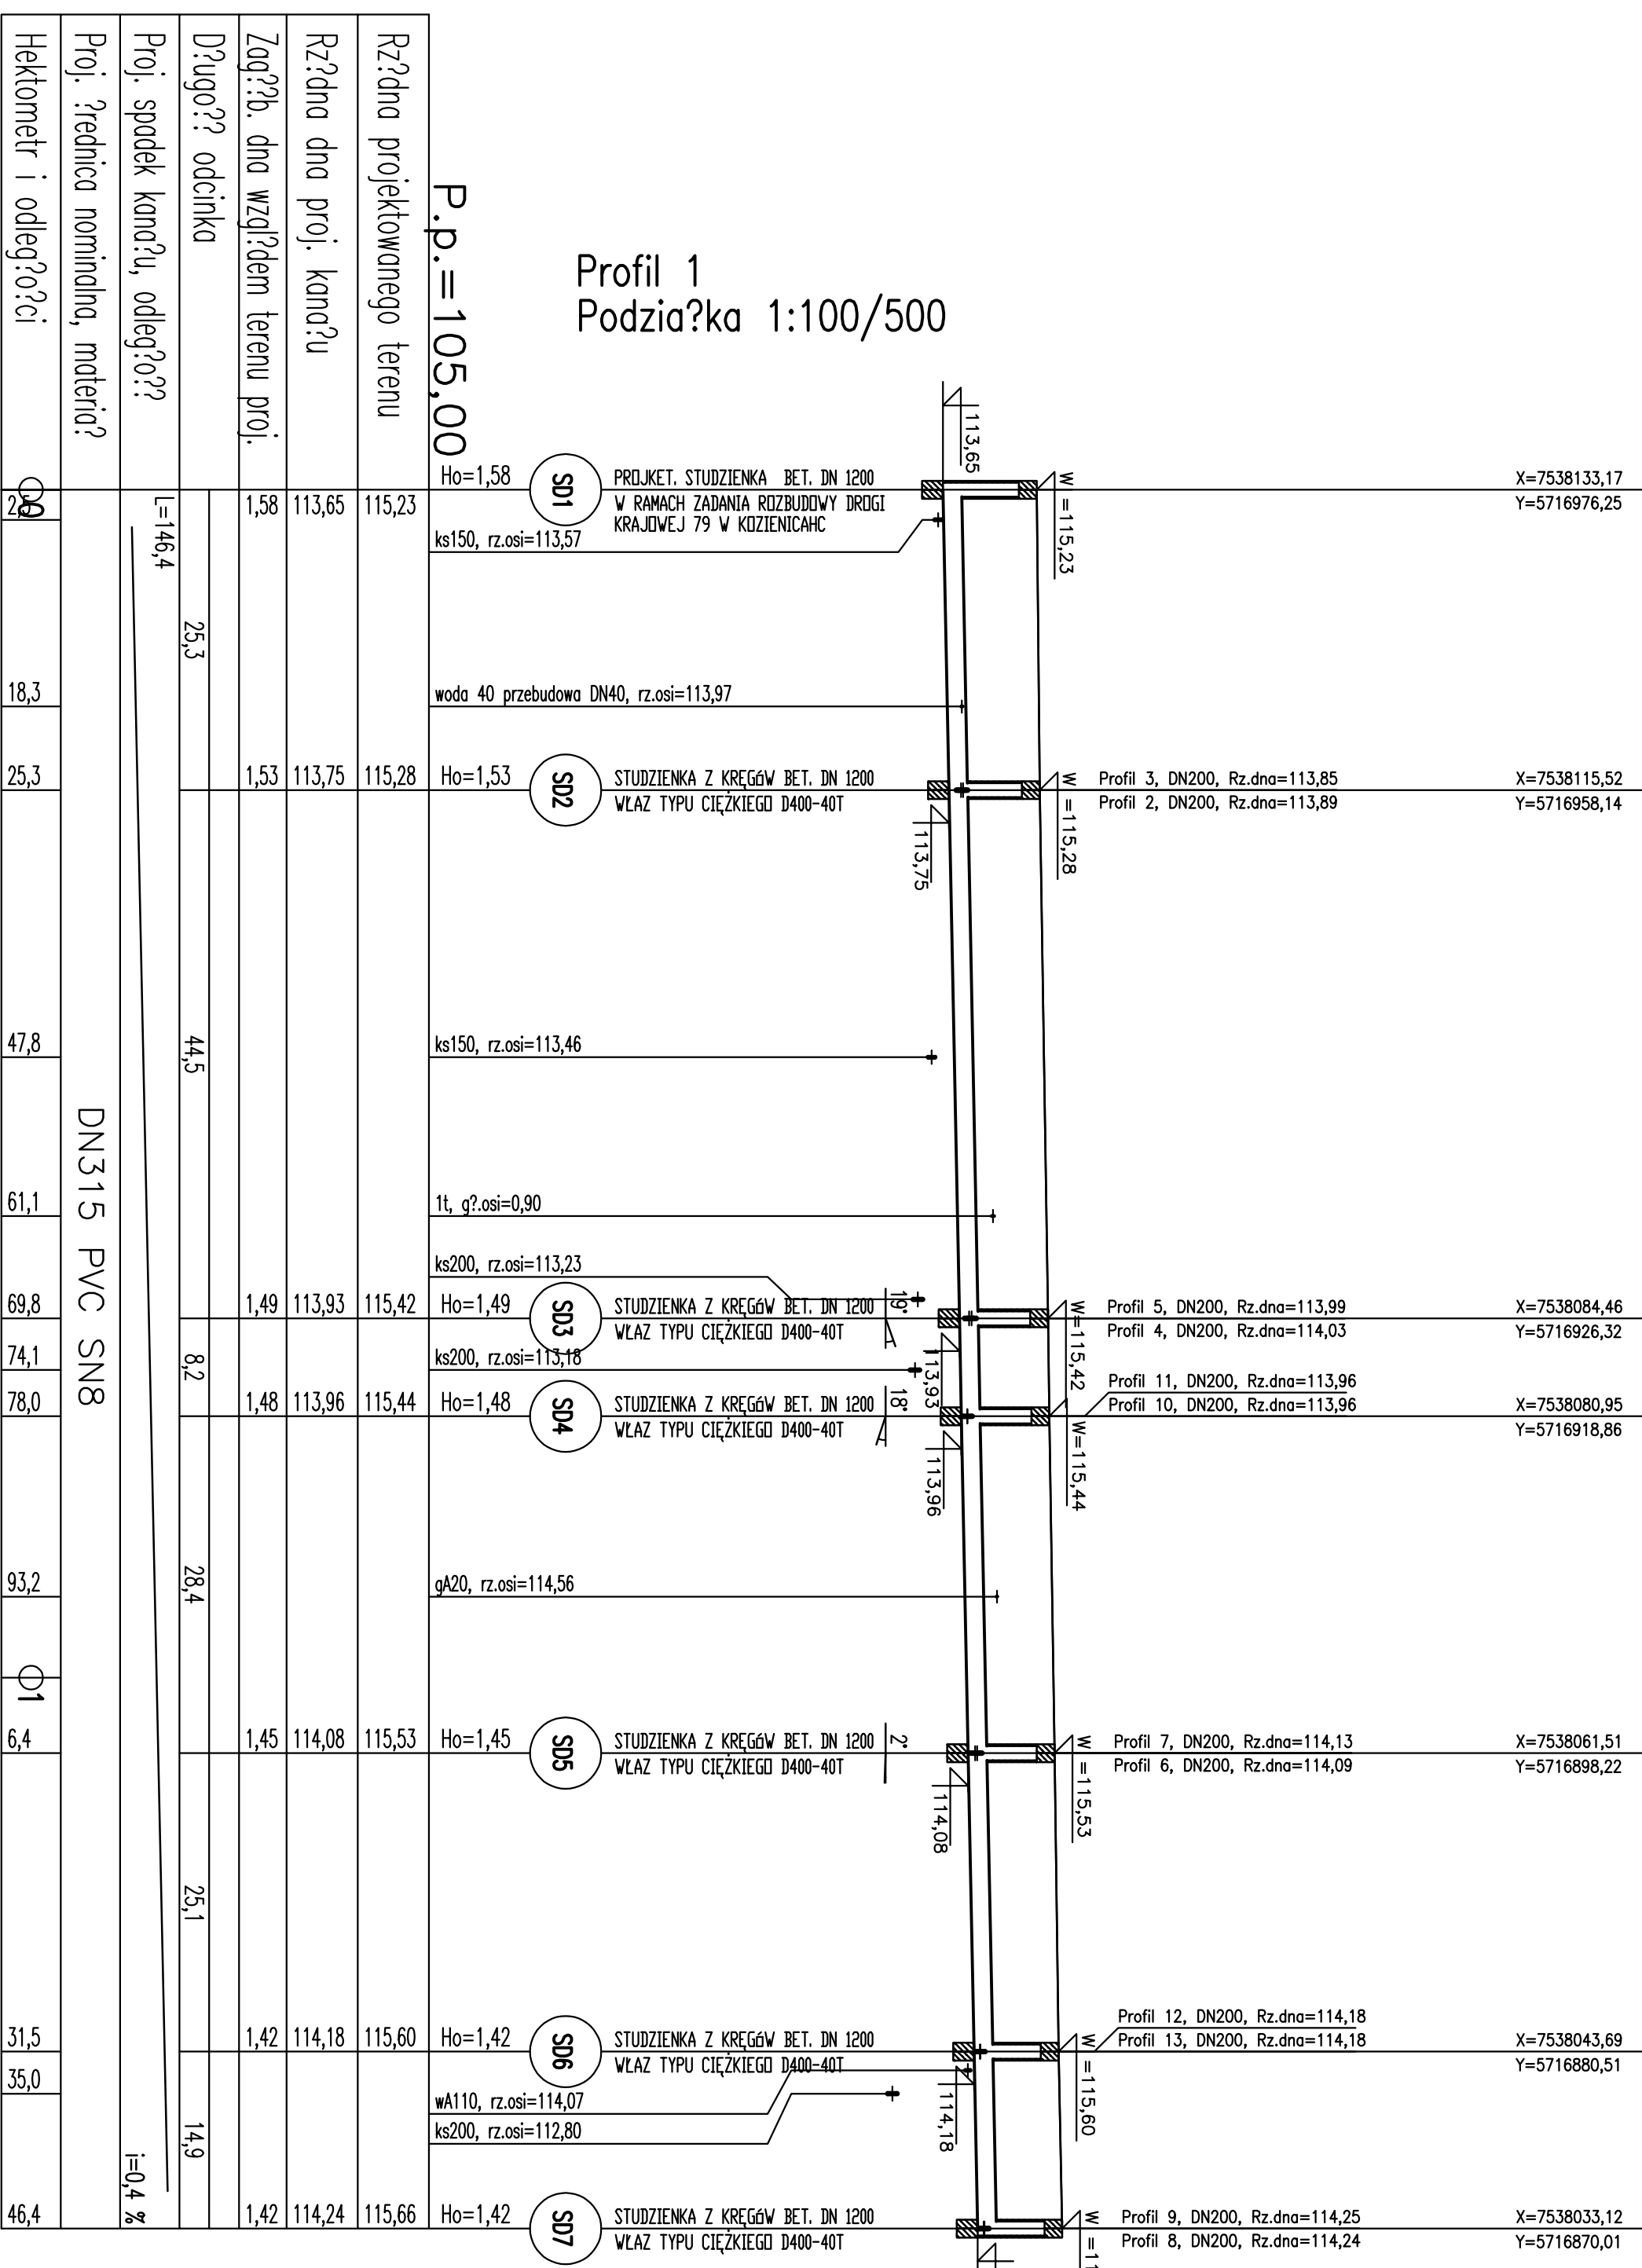 Profil 1
Podzia?ka 1:100/500
P.p.=105,00
Rz?dna projektowanego terenu
Rz?dna dna proj. kana?u
Zag??b. dna wzgl?dem terenu proj.
D?ugo?? odcinka
Proj. spadek kana?u, odleg?o??
Proj. ?rednica nominalna, materia?
Hektometr i odleg?o?ci
113,65
W =115,23
X=7538133,17
Y=5716976,25
Ho=1,58
SD1
PROJKET. STUDZIENKA BET. DN 1200
W RAMACH ZADANIA ROZBUDOWY DROGI
KRAJOWEJ 79 W KOZIENICAHC
1,58 113,65 115,23
0
2,5
L=146,4
ks150, rz.osi=113,57
25,3
18,3
woda 40 przebudowa DN40, rz.osi=113,97
25,3
1,53 113,75 115,28 Ho=1,53
SD2
STUDZIENKA Z KRĘGóW BET. DN 1200
WŁAZ TYPU CIĘŻKIEGO D400-40T
113,75
W =115,28
Profil 3, DN200, Rz.dna=113,85
Profil 2, DN200, Rz.dna=113,89
X=7538115,52
Y=5716958,14
44,5
47,8
ks150, rz.osi=113,46
DN315 PVC SN8
61,1
1t, g?.osi=0,90
ks200, rz.osi=113,23
69,8
1,49 113,93 115,42 Ho=1,49
SD3
STUDZIENKA Z KRĘGóW BET. DN 1200
WŁAZ TYPU CIĘŻKIEGO D400-40T
19°
113,93
W=115,42
Profil 5, DN200, Rz.dna=113,99
Profil 4, DN200, Rz.dna=114,03
X=7538084,46
Y=5716926,32
8,2
74,1
ks200, rz.osi=113,18
78,0
1,48 113,96 115,44 Ho=1,48
SD4
STUDZIENKA Z KRĘGóW BET. DN 1200
WŁAZ TYPU CIĘŻKIEGO D400-40T
18°
113,96
W=115,44
Profil 11, DN200, Rz.dna=113,96
Profil 10, DN200, Rz.dna=113,96
X=7538080,95
Y=5716918,86
28,4
93,2
gA20, rz.osi=114,56
1
6,4
1,45 114,08 115,53 Ho=1,45
SD5
STUDZIENKA Z KRĘGóW BET. DN 1200
WŁAZ TYPU CIĘŻKIEGO D400-40T
2°
114,08
W =115,53
Profil 7, DN200, Rz.dna=114,13
Profil 6, DN200, Rz.dna=114,09
X=7538061,51
Y=5716898,22
25,1
31,5
1,42 114,18 115,60 Ho=1,42
SD6
STUDZIENKA Z KRĘGóW BET. DN 1200
WŁAZ TYPU CIĘŻKIEGO D400-40T
114,18
W =115,60
Profil 12, DN200, Rz.dna=114,18
Profil 13, DN200, Rz.dna=114,18
X=7538043,69
Y=5716880,51
35,0
wA110, rz.osi=114,07
ks200, rz.osi=112,80
14,9
i=0,4 %
46,4
1,42 114,24 115,66 Ho=1,42
SD7
STUDZIENKA Z KRĘGóW BET. DN 1200
WŁAZ TYPU CIĘŻKIEGO D400-40T
W =11
Profil 9, DN200, Rz.dna=114,25
Profil 8, DN200, Rz.dna=114,24
X=7538033,12
Y=5716870,01